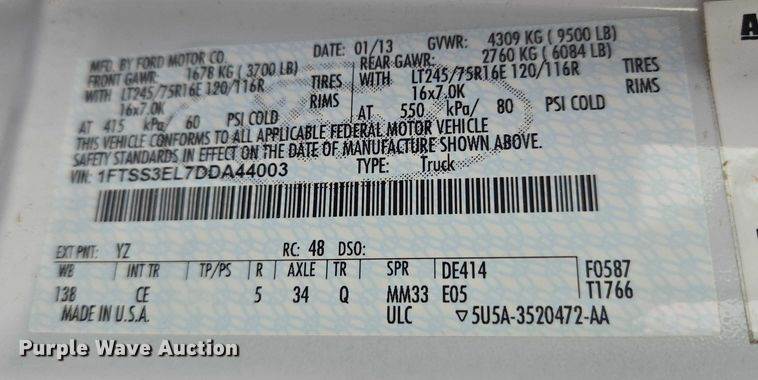 MFD. BY FORD MOTOR CO. DATE: 01/13 GVWR: 4309 KG (9500 LB)
FRONT GAWR: 1678 KG (3700 LB) REAR GAWR: 2760 KG (6084 LB)
WITH LT245/75R16E 120/116R TIRES WITH LT245/75R16E 120/116R TIRES
16x7.0K RIMS 16x7.0K RIMS
AT 415 kPa/ 60 PSI COLD AT 550 kPa/ 80 PSI COLD
THIS VEHICLE CONFORMS TO ALL APPLICABLE FEDERAL MOTOR VEHICLE
SAFETY STANDARDS IN EFFECT ON THE DATE OF MANUFACTURE SHOWN ABOVE.
VIN: 1FTSS3EL7DDA44003 TYPE: Truck
EXT PNT: YZ RC: 48 DSO:
WB INT TR TP/PS R AXLE TR SPR DE414 F0587
138 CE 5 34 Q MM33 E05 T1766
MADE IN U.S.A. ULC ▽5U5A-3520472-AA
Purple Wave Auction